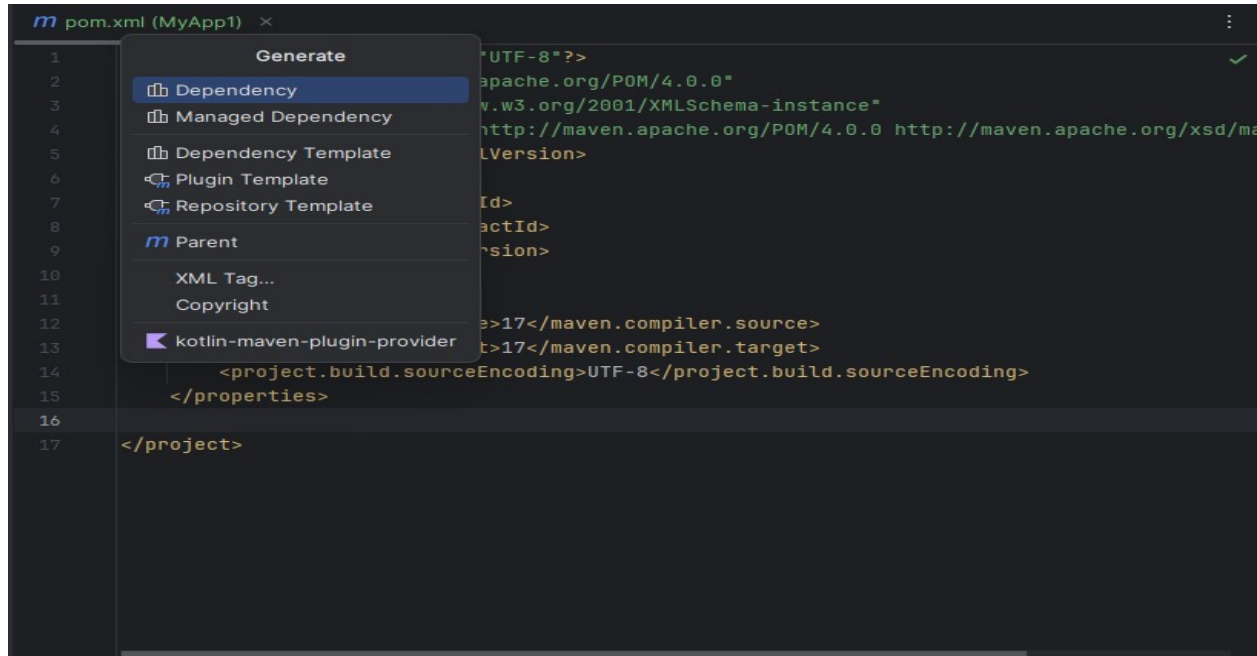 m pom.xml (MyApp1) ×
Generate
Dependency
Managed Dependency
Dependency Template
Plugin Template
Repository Template
m Parent
XML Tag...
Copyright
kotlin-maven-plugin-provider
1 "UTF-8"?>
2 apache.org/POM/4.0.0"
3 w.w3.org/2001/XMLSchema-instance"
4 http://maven.apache.org/POM/4.0.0 http://maven.apache.org/xsd/ma
5 LVersion>
6
7 Id>
8 actId>
9 rsion>
10
11
12 e>17</maven.compiler.source>
13 t>17</maven.compiler.target>
14 <project.build.sourceEncoding>UTF-8</project.build.sourceEncoding>
15 </properties>
16
17 </project>